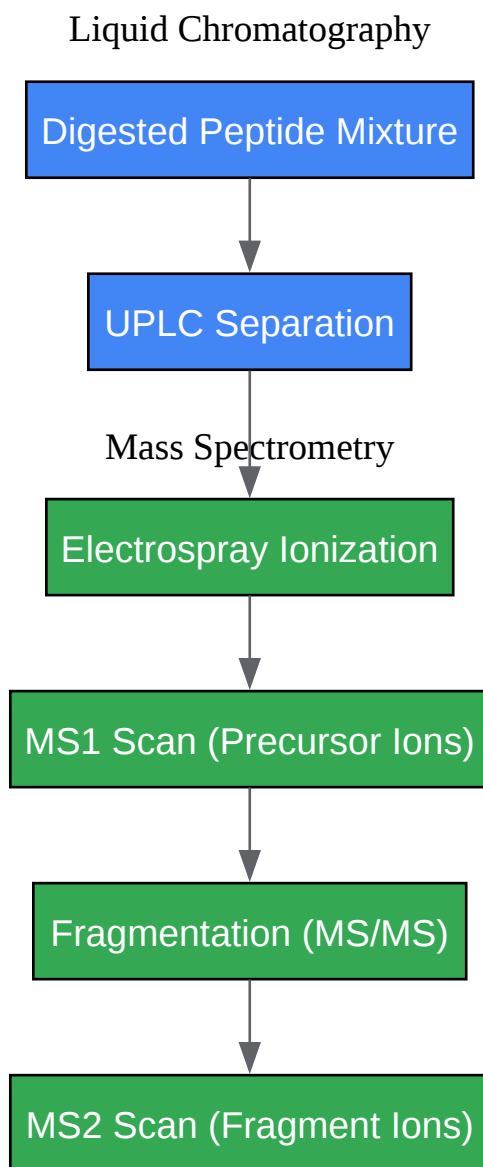 Liquid Chromatography
Digested Peptide Mixture
UPLC Separation
Mass Spectrometry
Electrospray Ionization
MS1 Scan (Precursor Ions)
Fragmentation (MS/MS)
MS2 Scan (Fragment Ions)